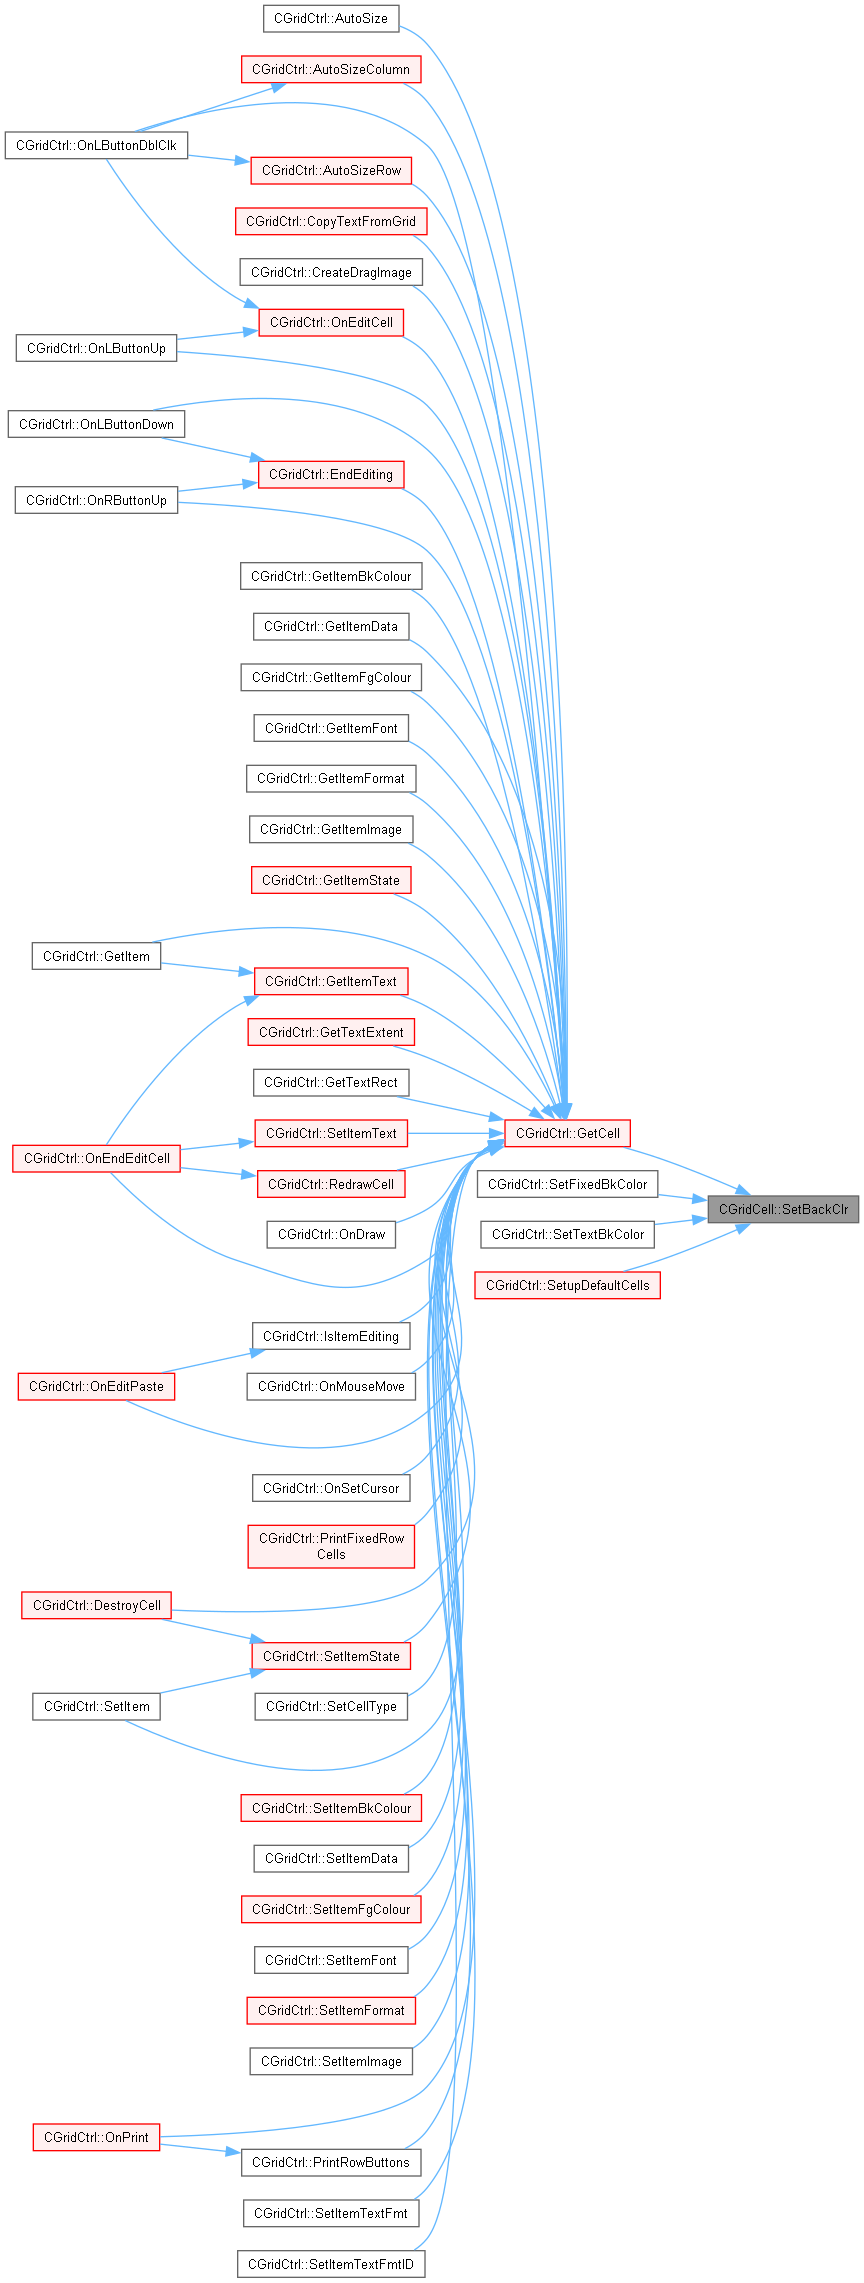 CGridCtrl::AutoSize
CGridCtrl::AutoSizeColumn
CGridCtrl::OnLButtonDblClk
CGridCtrl::AutoSizeRow
CGridCtrl::CopyTextFromGrid
CGridCtrl::CreateDragImage
CGridCtrl::OnEditCell
CGridCtrl::OnLButtonUp
CGridCtrl::OnLButtonDown
CGridCtrl::EndEditing
CGridCtrl::OnRButtonUp
CGridCtrl::GetItemBkColour
CGridCtrl::GetItemData
CGridCtrl::GetItemFgColour
CGridCtrl::GetItemFont
CGridCtrl::GetItemFormat
CGridCtrl::GetItemImage
CGridCtrl::GetItemState
CGridCtrl::GetItem
CGridCtrl::GetItemText
CGridCtrl::GetTextExtent
CGridCtrl::GetTextRect
CGridCtrl::SetItemText
CGridCtrl::GetCell
CGridCtrl::OnEndEditCell
CGridCtrl::RedrawCell
CGridCtrl::SetFixedBkColor
CGridCell::SetBackClr
CGridCtrl::OnDraw
CGridCtrl::SetTextBkColor
CGridCtrl::SetupDefaultCells
CGridCtrl::IsItemEditing
CGridCtrl::OnEditPaste
CGridCtrl::OnMouseMove
CGridCtrl::OnSetCursor
CGridCtrl::PrintFixedRow
Cells
CGridCtrl::DestroyCell
CGridCtrl::SetItemState
CGridCtrl::SetItem
CGridCtrl::SetCellType
CGridCtrl::SetItemBkColour
CGridCtrl::SetItemData
CGridCtrl::SetItemFgColour
CGridCtrl::SetItemFont
CGridCtrl::SetItemFormat
CGridCtrl::SetItemImage
CGridCtrl::OnPrint
CGridCtrl::PrintRowButtons
CGridCtrl::SetItemTextFmt
CGridCtrl::SetItemTextFmtID